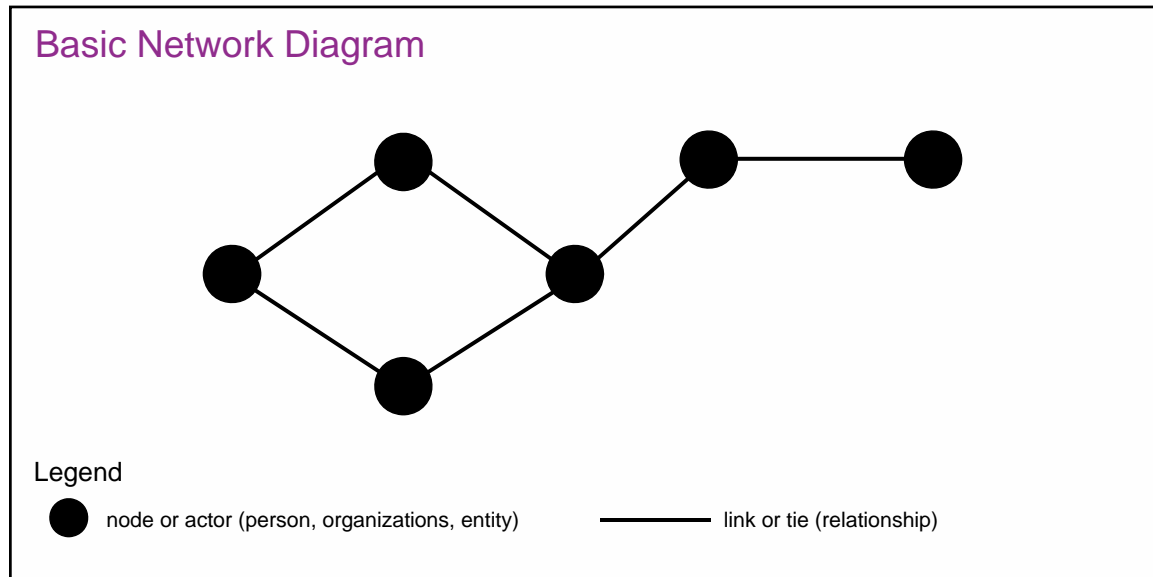 Basic Network Diagram
Legend
node or actor (person, organizations, entity)
link or tie (relationship)